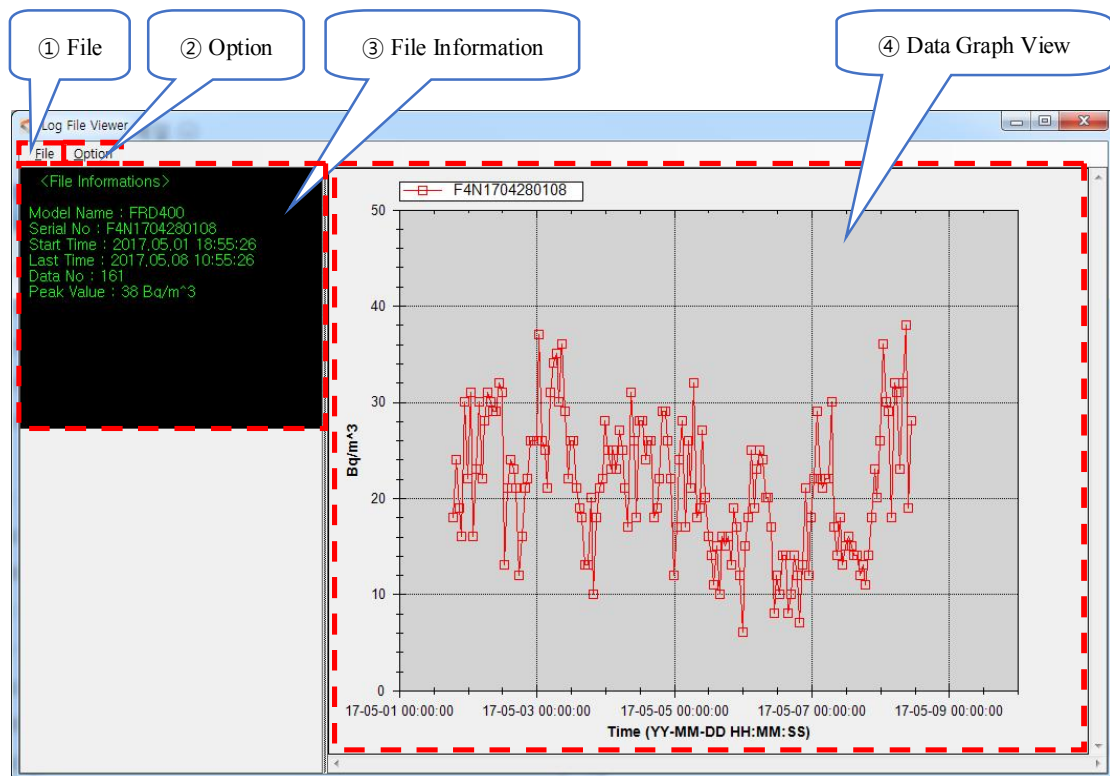 ① File
② Option
③ File Information
④ Data Graph View
Log File Viewer
File Option
<File Informations>
Model Name : FRD400
Serial No : F4N1704280108
Start Time : 2017,05,01 18:55:26
Last Time : 2017,05,08 10:55:26
Data No : 161
Peak Value : 38 Bq/m^3
F4N1704280108
50
40
30
20
10
0
Bq/m^3
17-05-01 00:00:00 17-05-03 00:00:00 17-05-05 00:00:00 17-05-07 00:00:00 17-05-09 00:00:00
Time (YY-MM-DD HH:MM:SS)